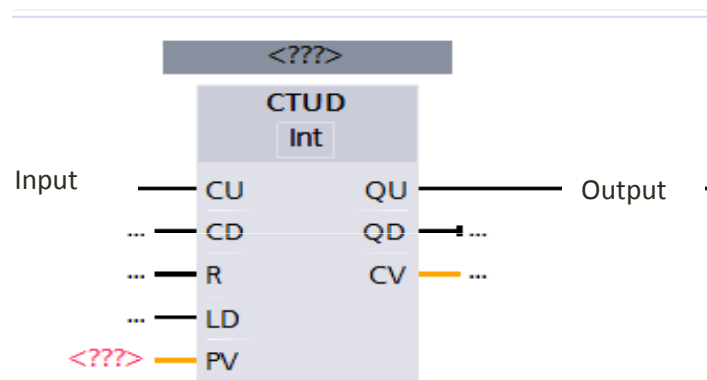 <???>
CTUD
Int
Input CU QU Output
... CD QD ...
... R CV ...
... LD
<???> PV